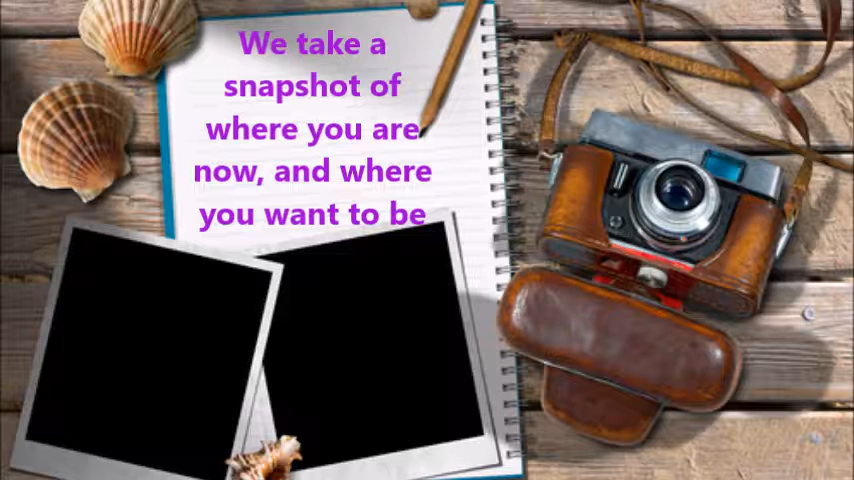 We take a
snapshot of
where you are
now, and where
you want to be